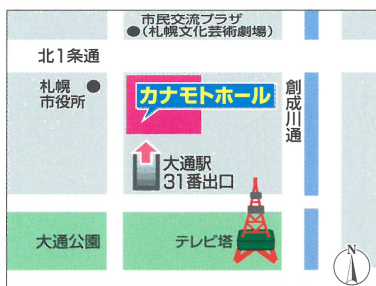 市民交流プラザ
(札幌文化芸術劇場)
北1条通
札幌
市役所
カナモトホール
創成川通
大通駅
31番出口
大通公園
テレビ塔
N